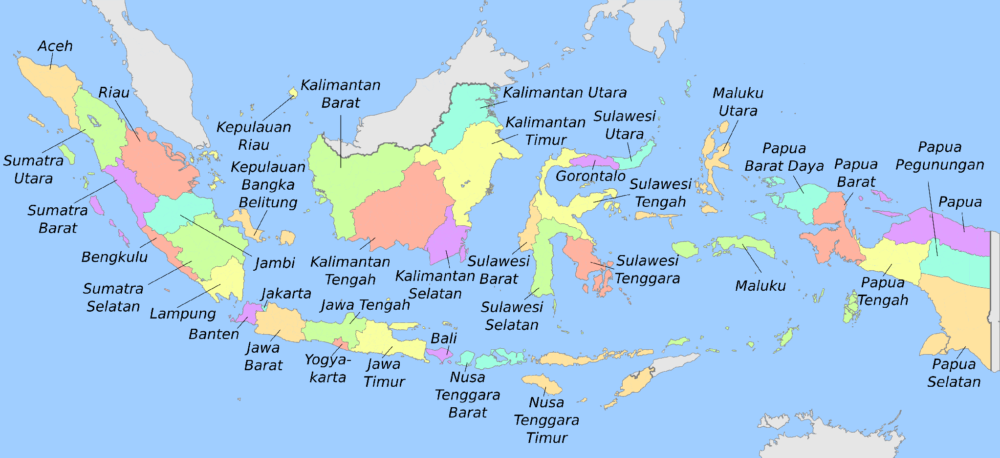 Aceh
Riau
Sumatra
Utara
Sumatra
Barat
Bengkulu
Sumatra
Selatan
Lampung
Jambi
Kepulauan
Riau
Kepulauan
Bangka
Belitung
Kalimantan
Barat
Kalimantan Utara
Kalimantan
Timur
Kalimantan
Tengah
Kalimantan
Selatan
Sulawesi
Utara
Gorontalo
Sulawesi
Tengah
Sulawesi
Barat
Sulawesi
Selatan
Sulawesi
Tenggara
Jakarta
Banten
Jawa
Barat
Jawa Tengah
Yogya-
karta
Jawa
Timur
Bali
Nusa
Tenggara
Barat
Nusa
Tenggara
Timur
Maluku
Utara
Maluku
Papua
Barat Daya
Papua
Barat
Papua
Pegunungan
Papua
Papua
Tengah
Papua
Selatan